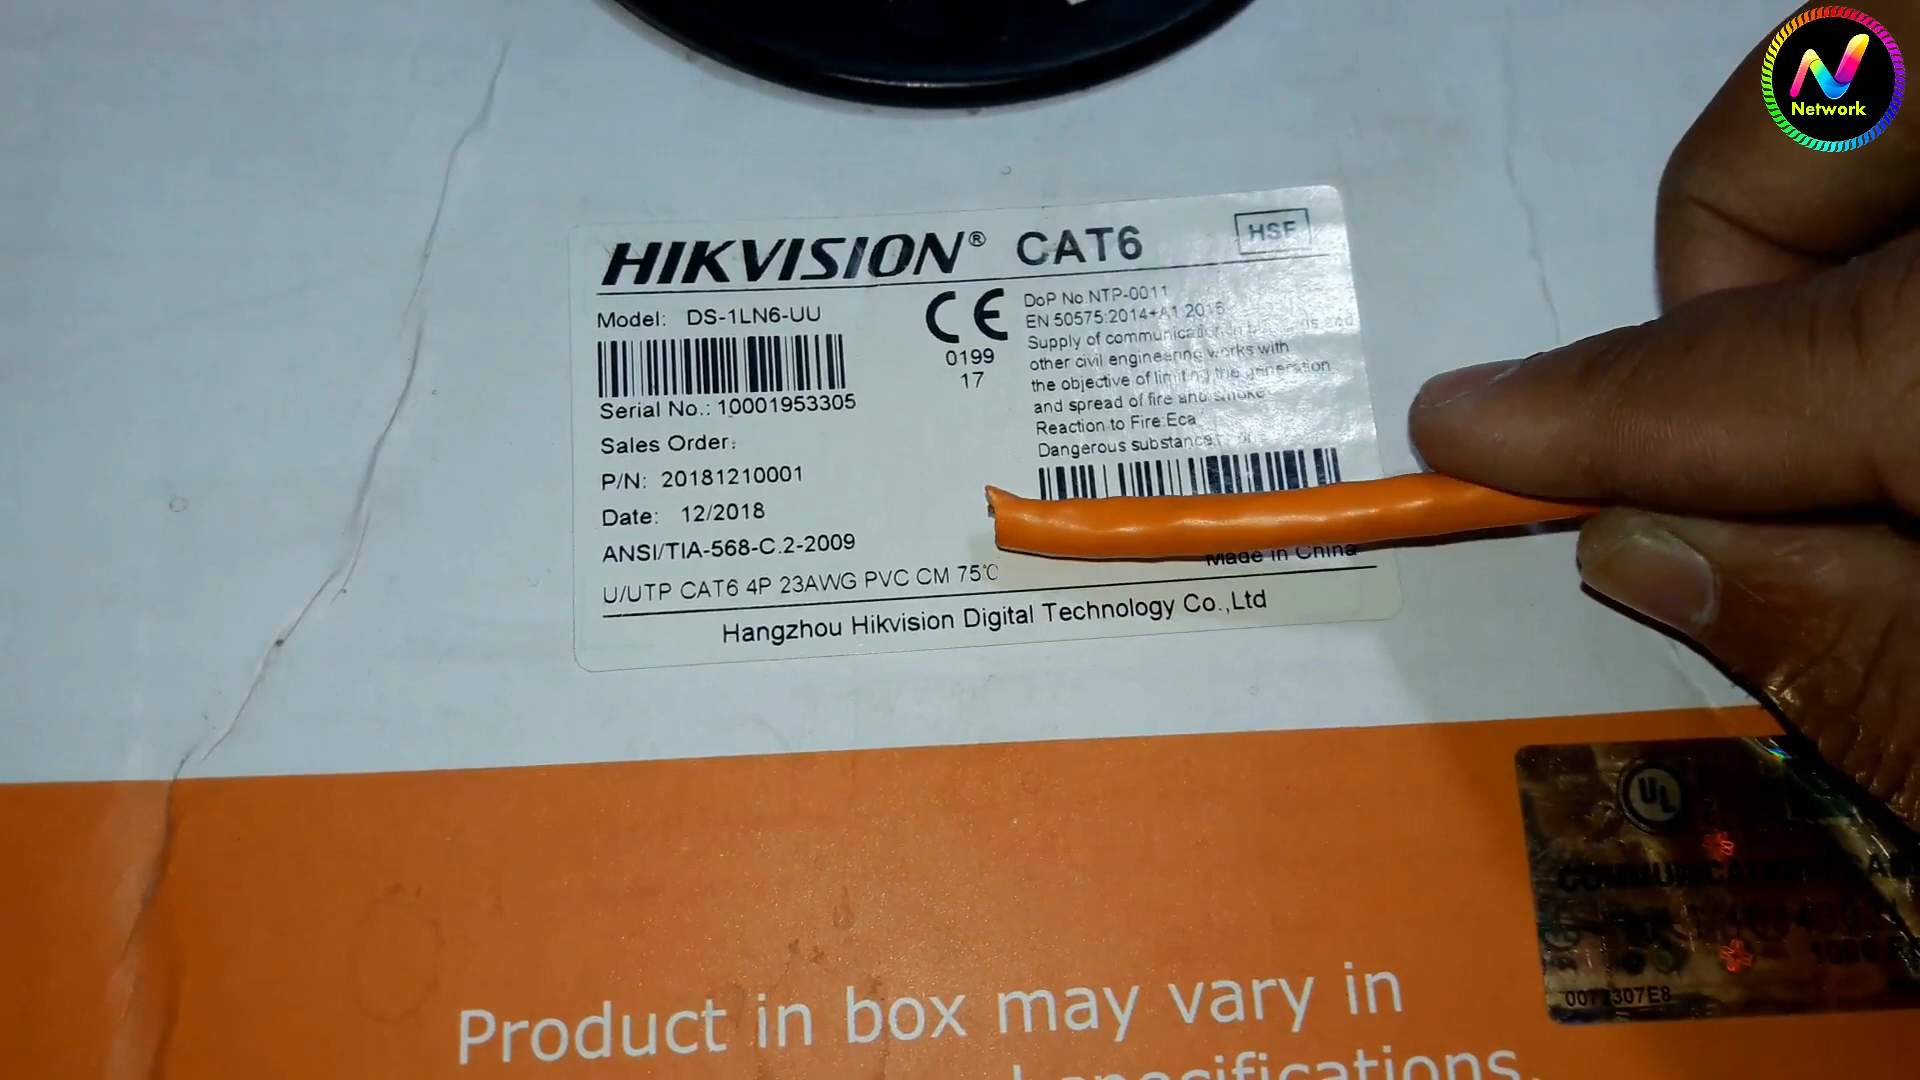 Network
HIKVISION® CAT6 HSF
Model: DS-1LN6-UU
Serial No.: 10001953305
Sales Order:
P/N: 20181210001
Date: 12/2018
ANSI/TIA-568-C.2-2009
U/UTP CAT6 4P 23AWG PVC CM 75℃
CE
0199
17
DoP No.NTP-0011
EN 50575:2014+A1:2015
Supply of communication in
other civil engineering works with
the objective of limiting the generation
and spread of fire and smoke
Reaction to Fire:Eca
Dangerous substance
Made in China
Hangzhou Hikvision Digital Technology Co.,Ltd
UL
Product in box may vary in
specifications.